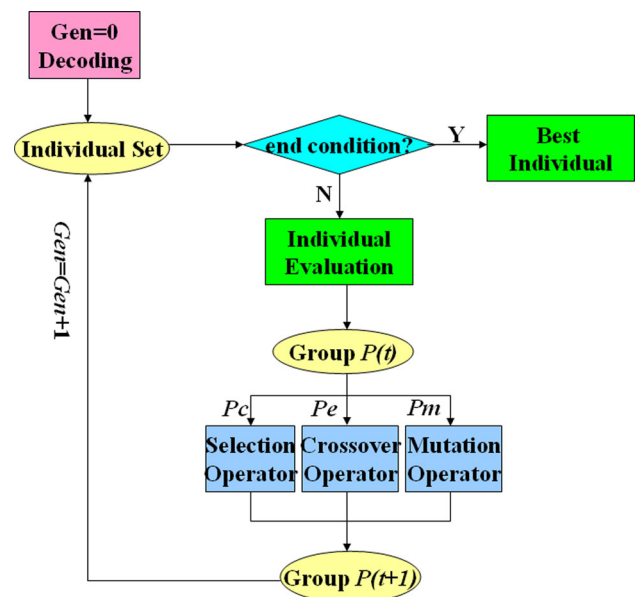 Gen=0
Decoding
Individual Set
end condition?
Y
Best
Individual
N
Individual
Evaluation
Gen=Gen+1
Group P(t)
Pc
Pe
Pm
Selection
Operator
Crossover
Operator
Mutation
Operator
Group P(t+1)